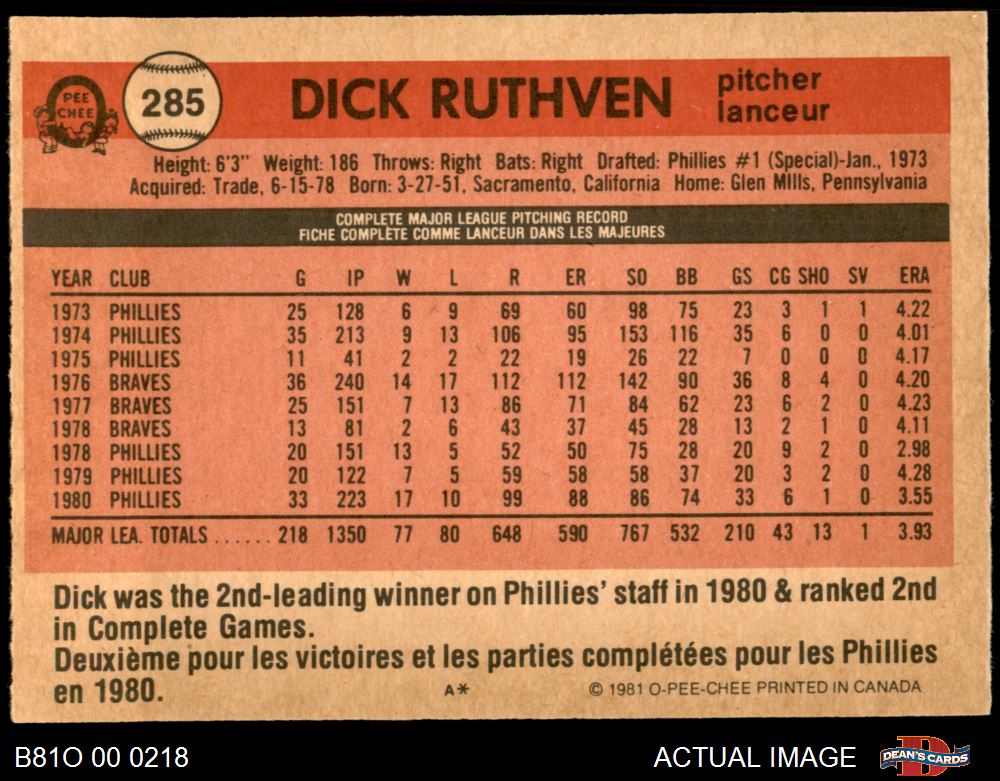 O PEE CHEE
285
DICK RUTHVEN
pitcher
lanceur
Height: 6'3" Weight: 186 Throws: Right Bats: Right Drafted: Phillies #1 (Special)-Jan., 1973
Acquired: Trade, 6-15-78 Born: 3-27-51, Sacramento, California Home: Glen MIlls, Pennsylvania
COMPLETE MAJOR LEAGUE PITCHING RECORD
FICHE COMPLÈTE COMME LANCEUR DANS LES MAJEURES
YEAR CLUB G IP W L R ER SO BB GS CG SHO SV ERA
1973 PHILLIES 25 128 6 9 69 60 98 75 23 3 1 1 4.22
1974 PHILLIES 35 213 9 13 106 95 153 116 35 6 0 0 4.01
1975 PHILLIES 11 41 2 2 22 19 26 22 7 0 0 0 4.17
1976 BRAVES 36 240 14 17 112 112 142 90 36 8 4 0 4.20
1977 BRAVES 25 151 7 13 86 71 84 62 23 6 2 0 4.23
1978 BRAVES 13 81 2 6 43 37 45 28 13 2 1 0 4.11
1978 PHILLIES 20 151 13 5 52 50 75 28 20 9 2 0 2.98
1979 PHILLIES 20 122 7 5 59 58 58 37 20 3 2 0 4.28
1980 PHILLIES 33 223 17 10 99 88 86 74 33 6 1 0 3.55
MAJOR LEA. TOTALS ...... 218 1350 77 80 648 590 767 532 210 43 13 1 3.93
Dick was the 2nd-leading winner on Phillies' staff in 1980 & ranked 2nd
in Complete Games.
Deuxième pour les victoires et les parties complétées pour les Phillies
en 1980.
A* © 1981 O-PEE-CHEE PRINTED IN CANADA
B81O 00 0218
ACTUAL IMAGE
DEAN'S CARDS